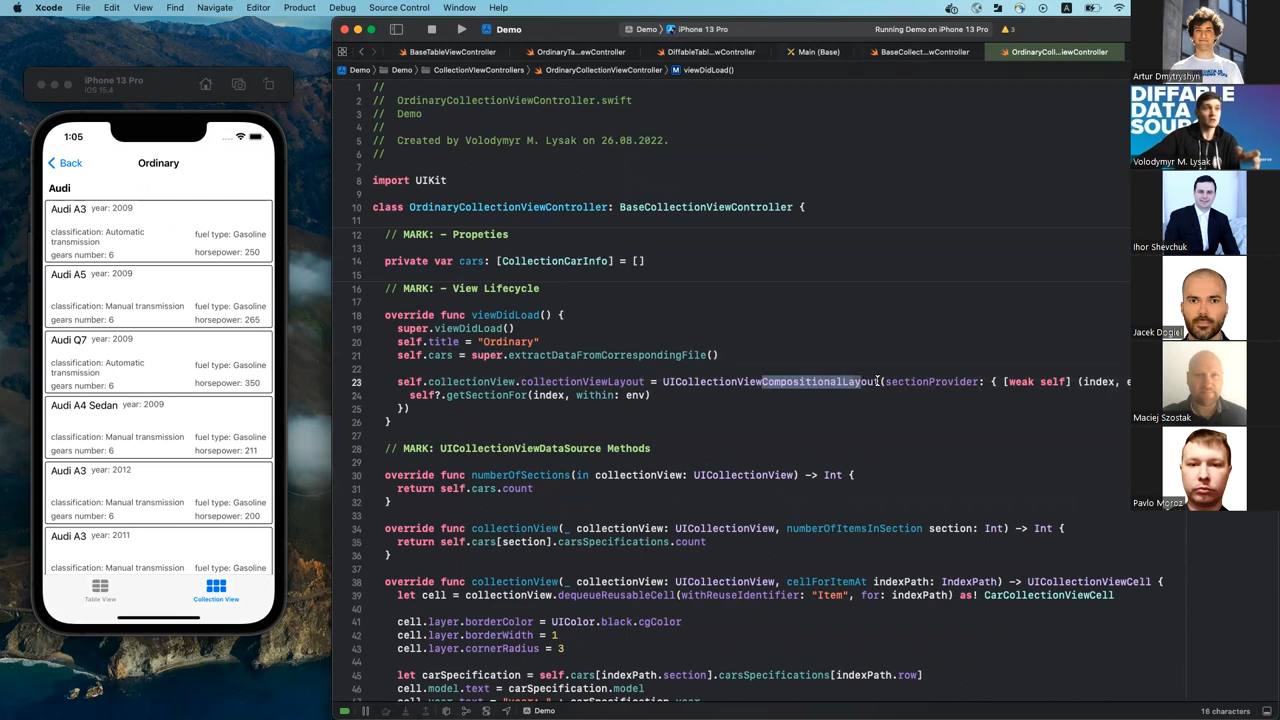 Xcode File Edit View Find Navigate Editor Product Debug Source Control Window Help
iPhone 13 Pro
iOS 15.4
1:05
Back
Ordinary
Audi
Audi A3 year: 2009
classification: Automatic transmission
fuel type: Gasoline
gears number: 6
horsepower: 250
Audi A5 year: 2009
classification: Manual transmission
fuel type: Gasoline
gears number: 6
horsepower: 265
Audi Q7 year: 2009
classification: Automatic transmission
fuel type: Gasoline
gears number: 6
horsepower: 350
Audi A4 Sedan year: 2009
classification: Manual transmission
fuel type: Gasoline
gears number: 6
horsepower: 211
Audi A3 year: 2012
classification: Manual transmission
fuel type: Gasoline
gears number: 6
horsepower: 200
Audi A3 year: 2011
classification: Manual transmission
fuel type: Gasoline
Table View
Collection View
Demo
Demo iPhone 13 Pro
Running Demo on iPhone 13 Pro 3
BaseTableViewController OrdinaryTa...ewController DiffableTabl...wController Main (Base) BaseCollect...wController OrdinaryColl...iewController
Demo Demo CollectionViewControllers OrdinaryCollectionViewController viewDidLoad()
1 //
2 // OrdinaryCollectionViewController.swift
3 // Demo
4 //
5 // Created by Volodymyr M. Lysak on 26.08.2022.
6 //
7
8 import UIKit
9
10 class OrdinaryCollectionViewController: BaseCollectionViewController {
11
12 // MARK: - Propeties
13
14 private var cars: [CollectionCarInfo] = []
15
16 // MARK: - View Lifecycle
17
18 override func viewDidLoad() {
19 super.viewDidLoad()
20 self.title = "Ordinary"
21 self.cars = super.extractDataFromCorrespondingFile()
22
23 self.collectionView.collectionViewLayout = UICollectionViewCompositionalLayout(sectionProvider: { [weak self] (index, e
24 self?.getSectionFor(index, within: env)
25 })
26 }
27
28 // MARK: UICollectionViewDataSource Methods
29
30 override func numberOfSections(in collectionView: UICollectionView) -> Int {
31 return self.cars.count
32 }
33
34 override func collectionView(_ collectionView: UICollectionView, numberOfItemsInSection section: Int) -> Int {
35 return self.cars[section].carsSpecifications.count
36 }
37
38 override func collectionView(_ collectionView: UICollectionView, cellForItemAt indexPath: IndexPath) -> UICollectionViewCell {
39 let cell = collectionView.dequeueReusableCell(withReuseIdentifier: "Item", for: indexPath) as! CarCollectionViewCell
40
41 cell.layer.borderColor = UIColor.black.cgColor
42 cell.layer.borderWidth = 1
43 cell.layer.cornerRadius = 3
44
45 let carSpecification = self.cars[indexPath.section].carsSpecifications[indexPath.row]
46 cell.model.text = carSpecification.model
Demo
16 characters
Artur Dmytryshyn
DIFFABLE
DATA
Volodymyr M. Lysak
Ihor Shevchuk
Jacek Dogiel
Maciej Szostak
Pavlo Moroz